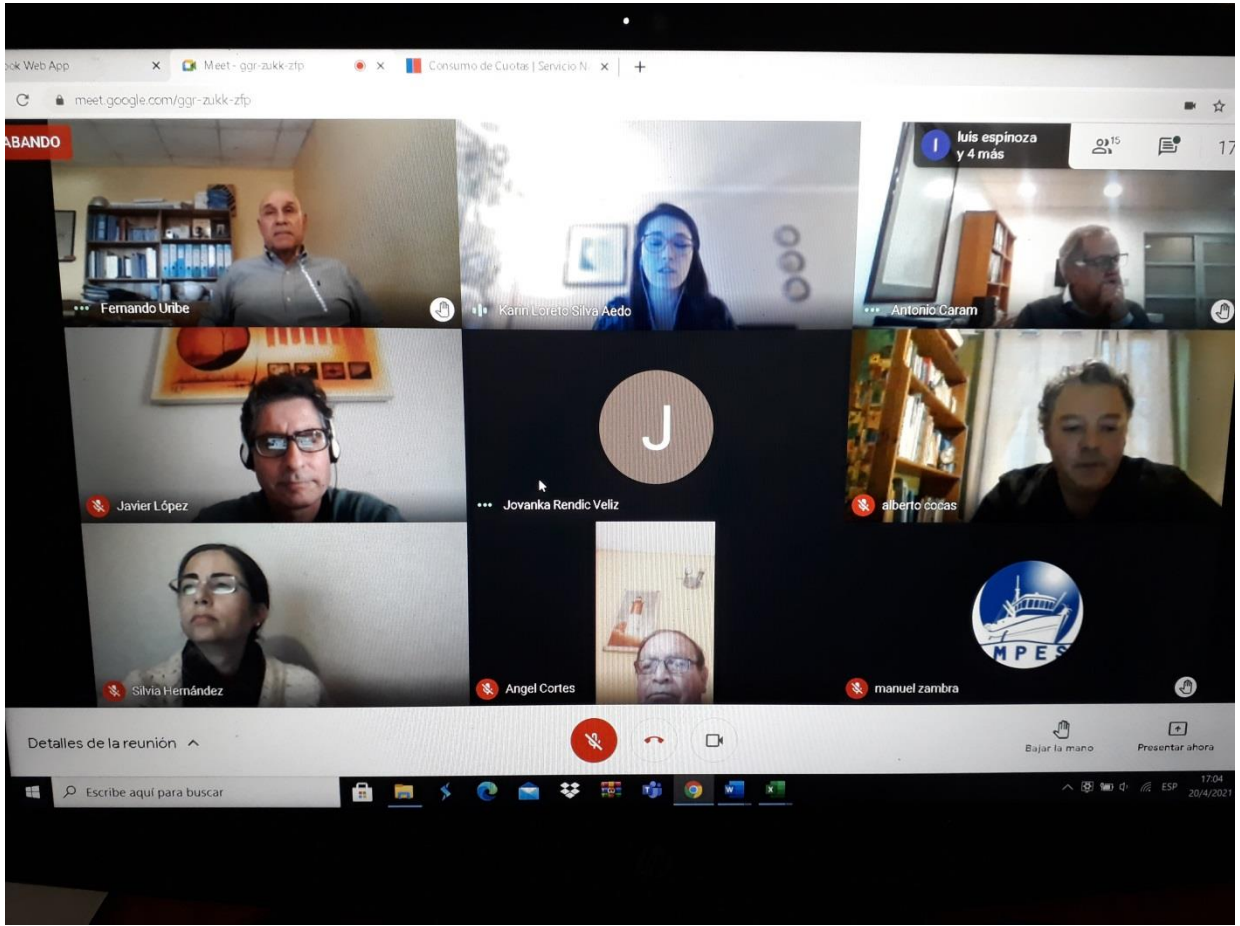 ook Web App
Meet - ggr-zukk-zfp
Consumo de Cuotas | Servicio N
meet.google.com/ggr-zukk-zfp
ABANDO
luis espinoza
y 4 más
15
17
Fernando Uribe
Karin Loreto Silva Aedo
Antonio Caram
J
Javier López
Jovanka Rendic Veliz
alberto cocas
MPES
Silvia Hernández
Angel Cortes
manuel zambra
Detalles de la reunión
Bajar la mano
Presentar ahora
Escribe aquí para buscar
ESP
17:04
20/4/2021